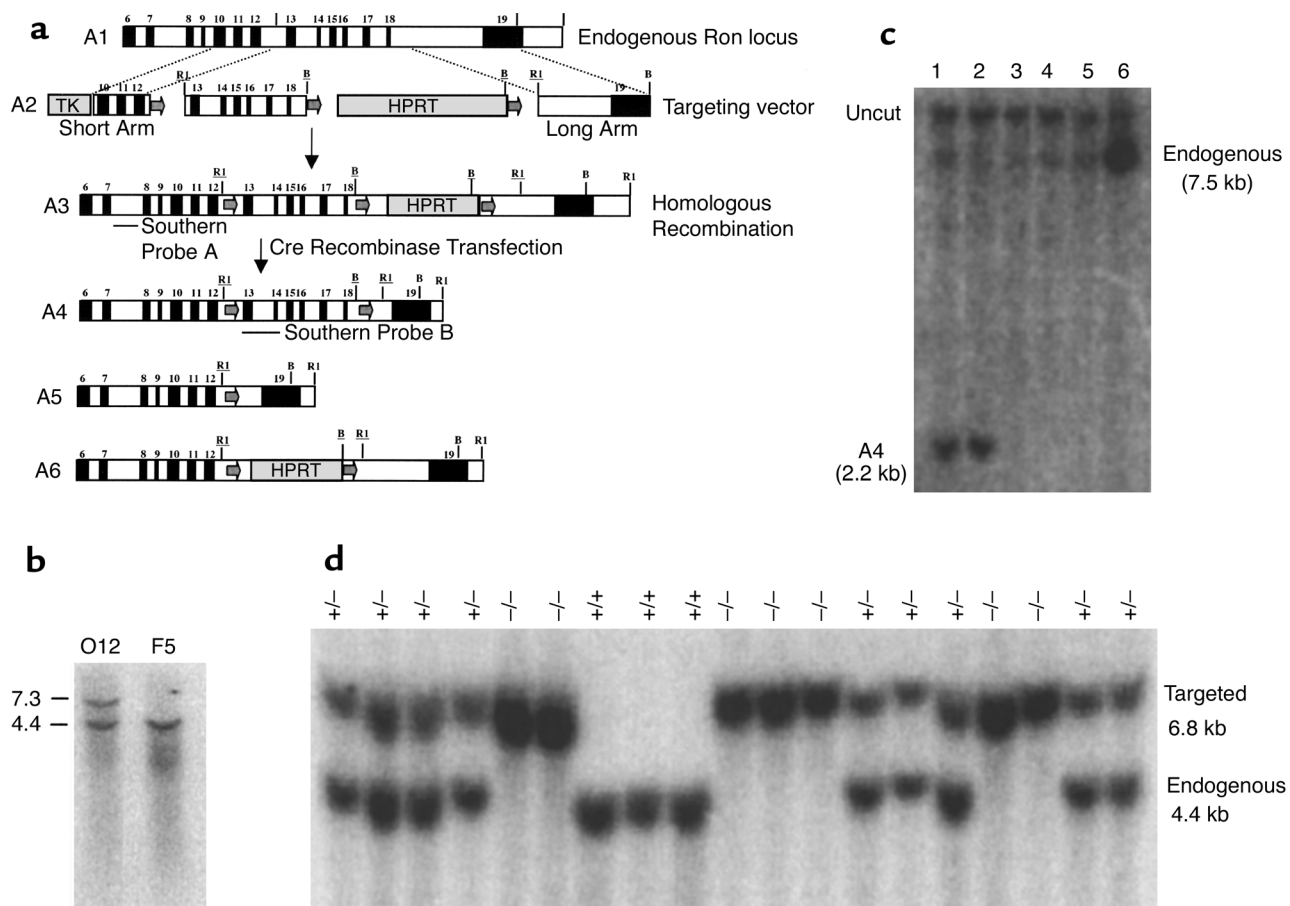 a
6 7 8 9 10 11 12 13 14 15 16 17 18 19
A1 Endogenous Ron locus
R1 B B R1 B
A2 TK 10 11 12 13 14 15 16 17 18 HPRT 19 Targeting vector
Short Arm Long Arm
R1 B B R1 B R1
6 7 8 9 10 11 12 13 14 15 16 17 18
A3 HPRT Homologous
Recombination
Southern
Probe A
Cre Recombinase Transfection
R1 B R1 B R1
6 7 8 9 10 11 12 13 14 15 16 17 18 19
A4
Southern Probe B
R1 B R1
6 7 8 9 10 11 12 19
A5
R1 B R1 B R1
6 7 8 9 10 11 12 19
A6 HPRT
c
1 2 3 4 5 6
Uncut
Endogenous
(7.5 kb)
A4
(2.2 kb)
b
O12 F5
7.3
4.4
d
+/– +/– +/– +/– –/– –/– +/+ +/+ +/+ –/– –/– –/– +/– +/– +/– –/– –/– +/– +/–
Targeted
6.8 kb
Endogenous
4.4 kb